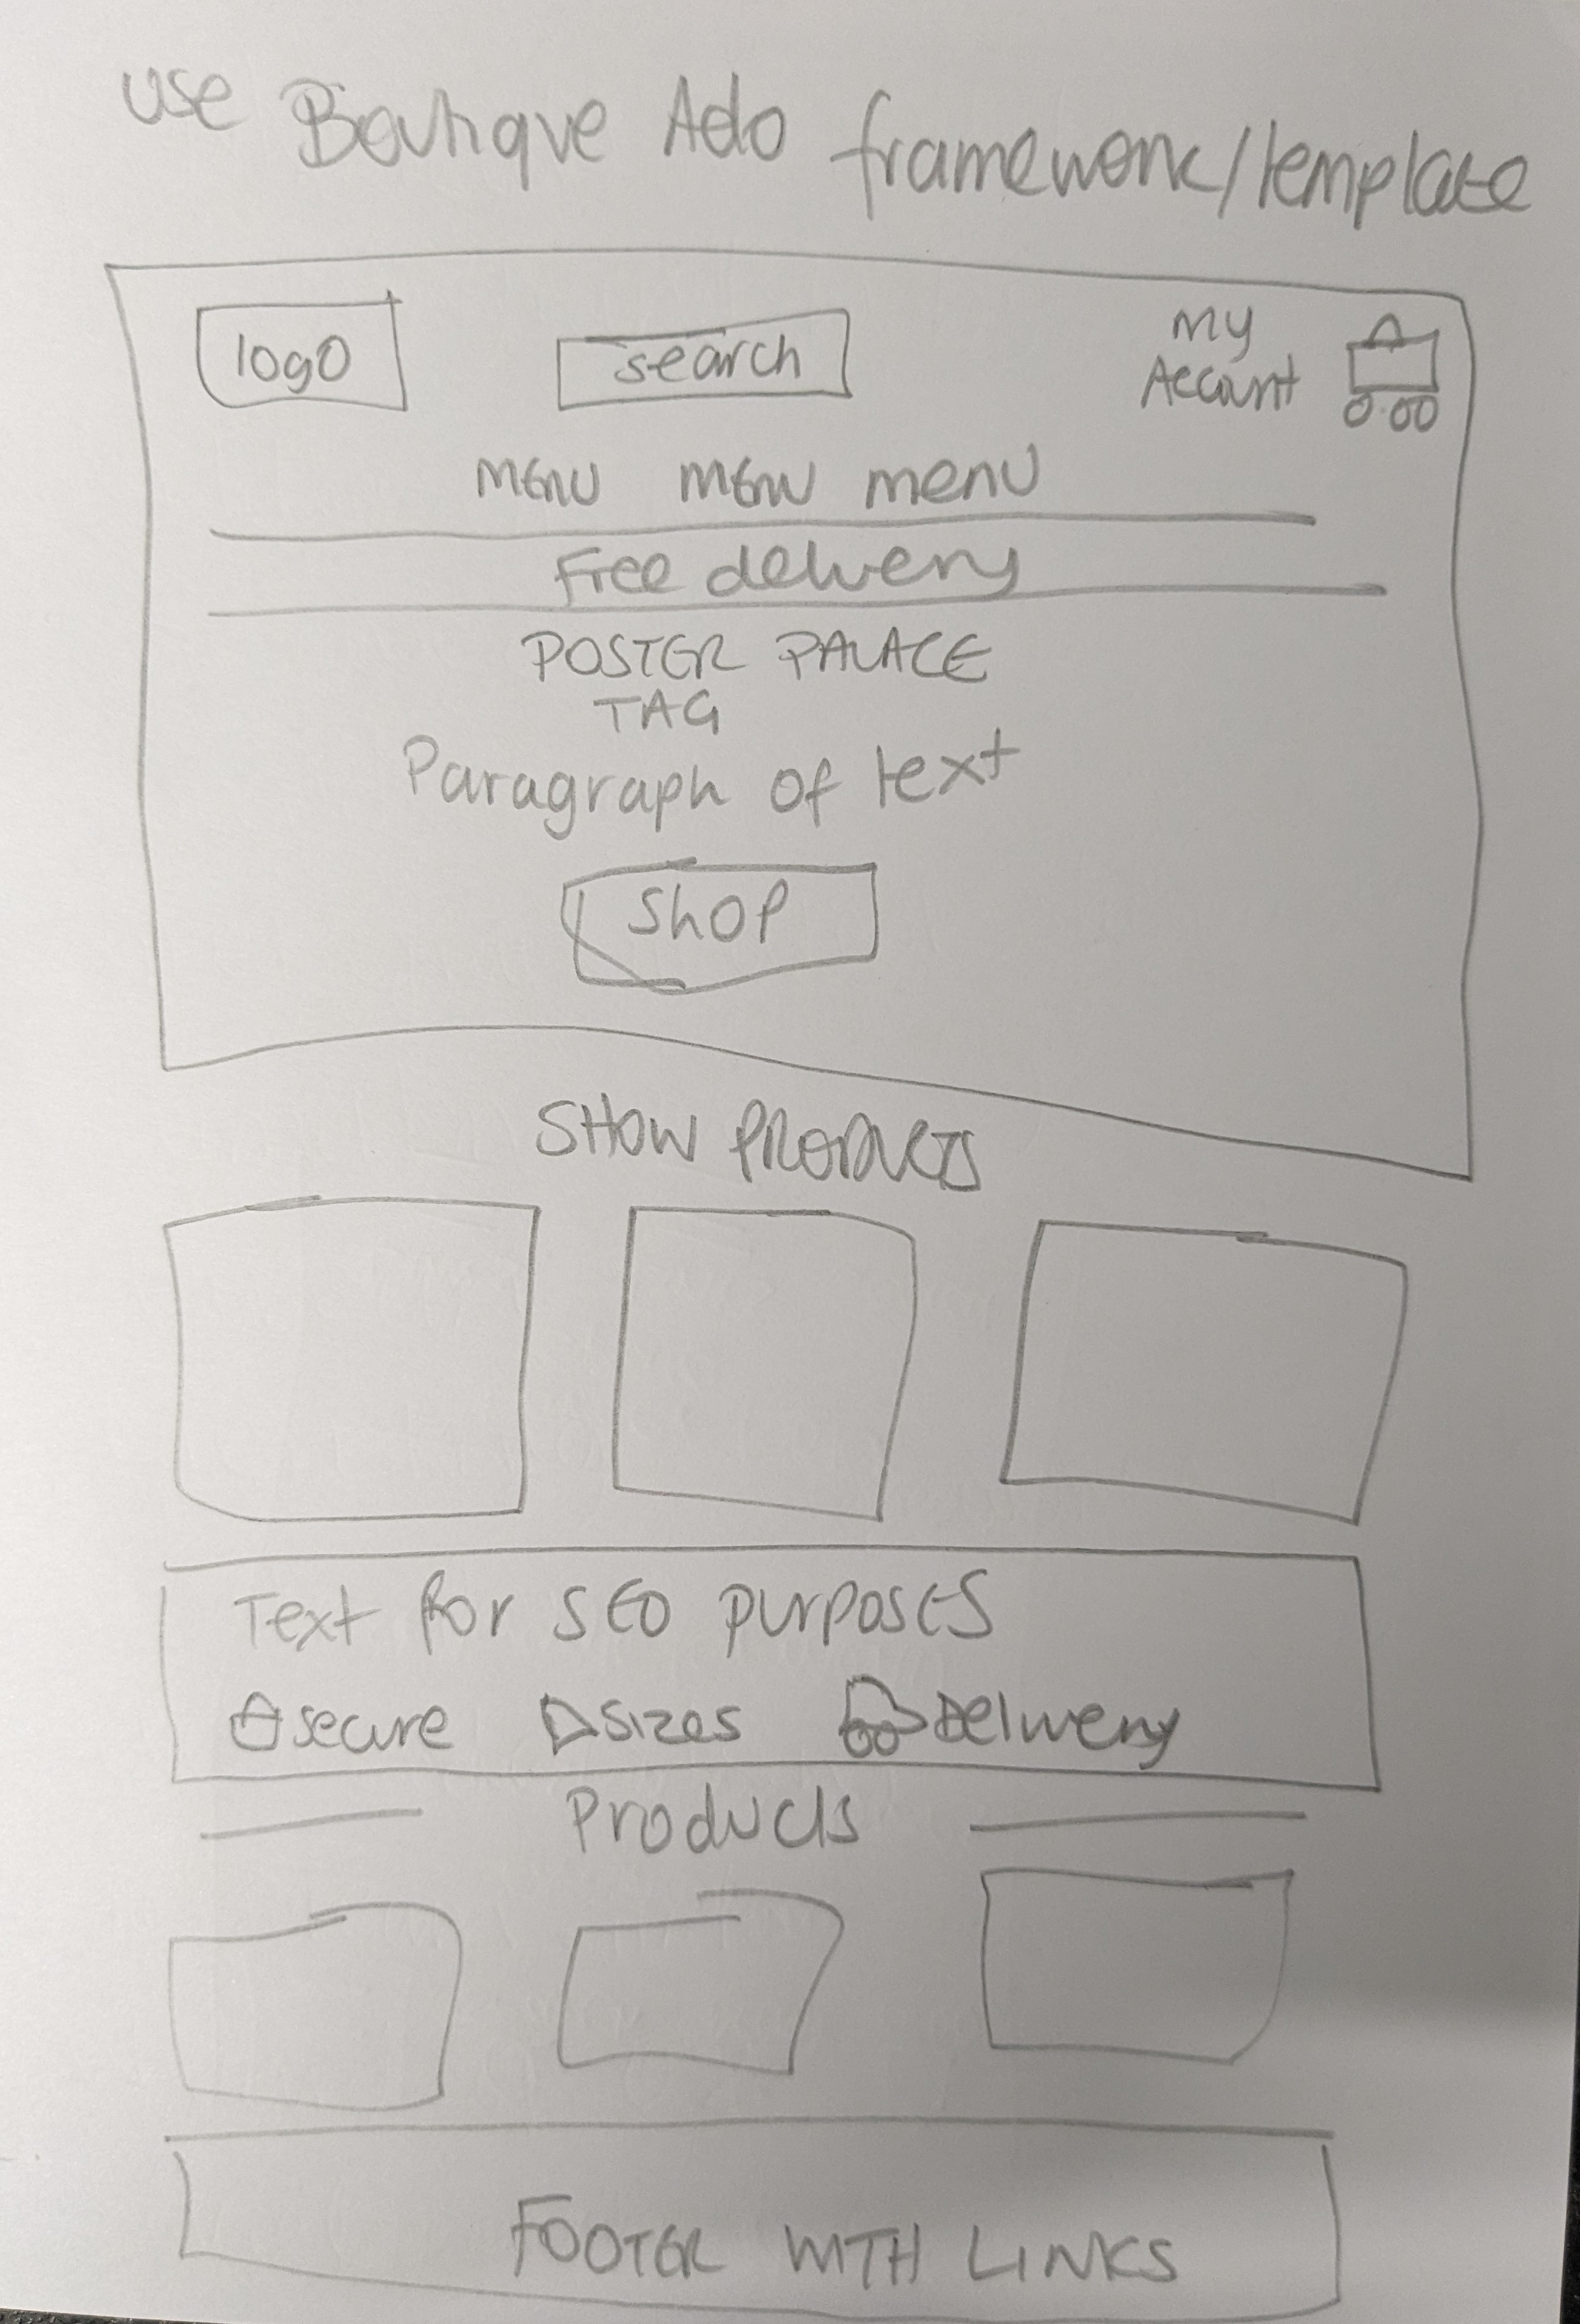 use Boutique Ado framework/template
logo search My Account
0.00
MENU MENU menu
Free delivery
POSTER PALACE
TAG
Paragraph of text
Shop
SHOW PRODUCTS
Text for SEO purposes
secure sizes Delivery
Products
FOOTER WITH LINKS